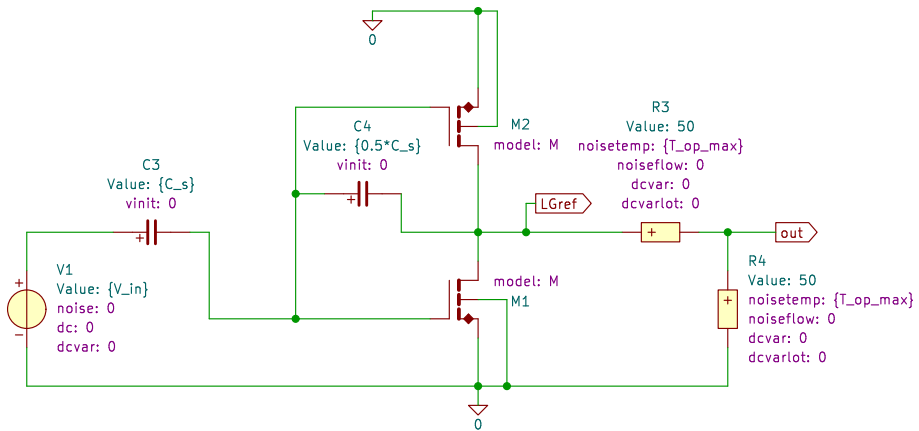 0
M2
model: M
C4
Value: {0.5*C_s}
vinit: 0
+
C3
Value: {C_s}
vinit: 0
+
LGref
R3
Value: 50
noisetemp: {T_op_max}
noiseflow: 0
dcvar: 0
dcvarlot: 0
+
out
V1
Value: {V_in}
noise: 0
dc: 0
dcvar: 0
+
−
model: M
M1
R4
Value: 50
noisetemp: {T_op_max}
noiseflow: 0
dcvar: 0
dcvarlot: 0
+
0